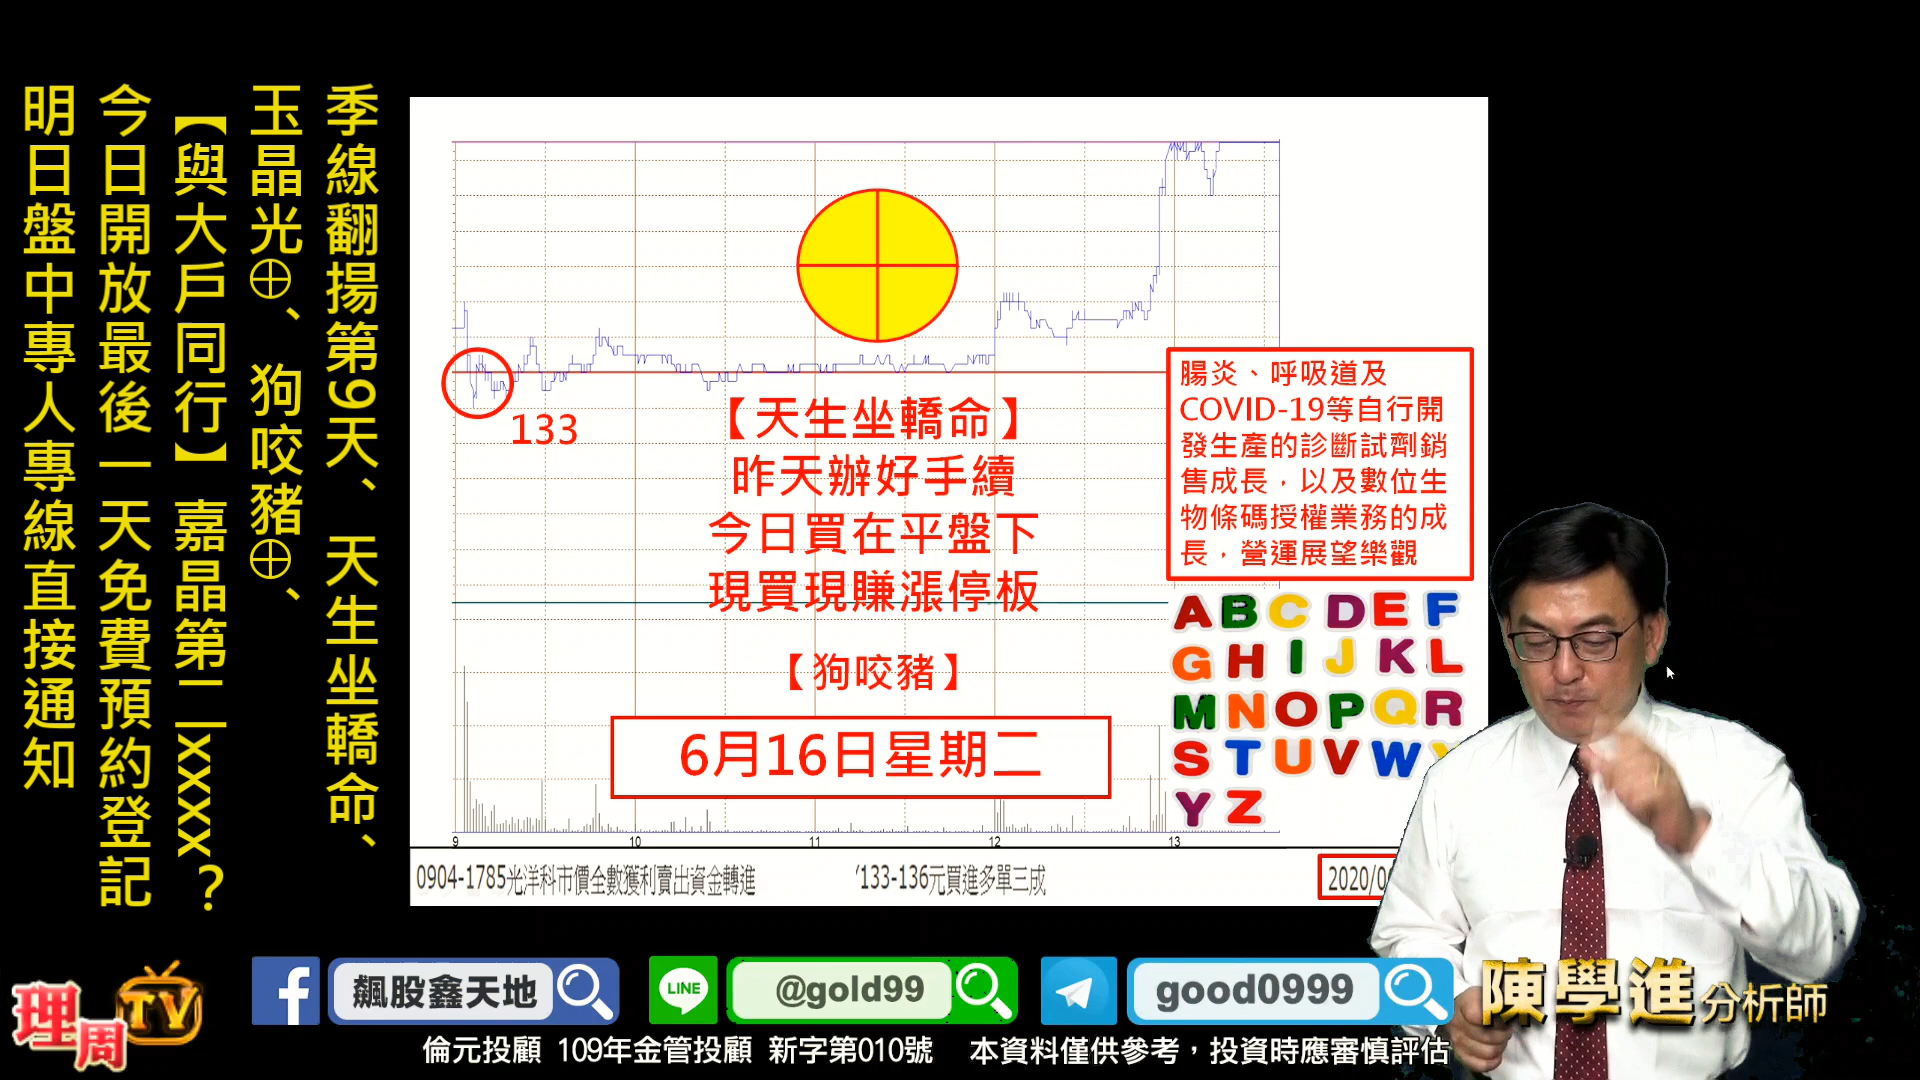 季線翻揚第9天、天生坐轎命、
玉晶光⊕、狗咬豬⊕、
【與大戶同行】嘉晶第二xxxx？
今日開放最後一天免費預約登記
明日盤中專人專線直接通知
133
【天生坐轎命】
昨天辦好手續
今日買在平盤下
現買現賺漲停板
【狗咬豬】
6月16日星期二
腸炎、呼吸道及
COVID-19等自行開
發生產的診斷試劑銷
售成長，以及數位生
物條碼授權業務的成
長，營運展望樂觀
A B C D E F
G H I J K L
M N O P Q R
S T U V W
Y Z
9 10 11 12 13
0904-1785光洋科市價全數獲利賣出資金轉進 133-136元買進多單三成
2020/0
理周TV
飆股鑫天地
LINE
@gold99
good0999
陳學進分析師
倫元投顧 109年金管投顧 新字第010號 本資料僅供參考，投資時應審慎評估